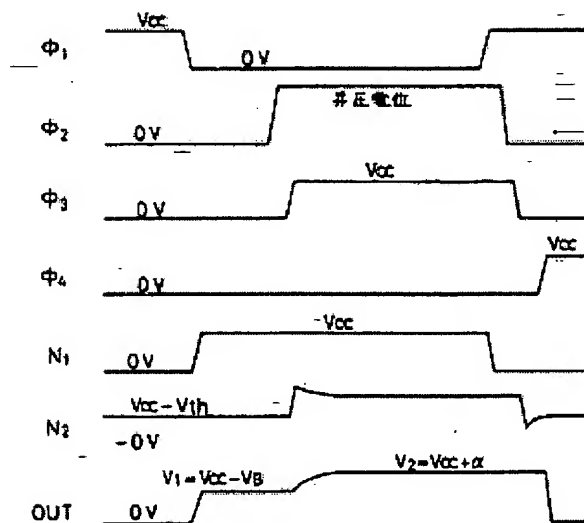 Vcc
Φ1
0V
昇圧電位
Φ2
0V
Vcc
Φ3
0V
Vcc
Φ4
0V
-Vcc
N1
0V
Vcc-Vth
N2
-0V
V1=Vcc-VB
V2=Vcc+α
OUT
0V